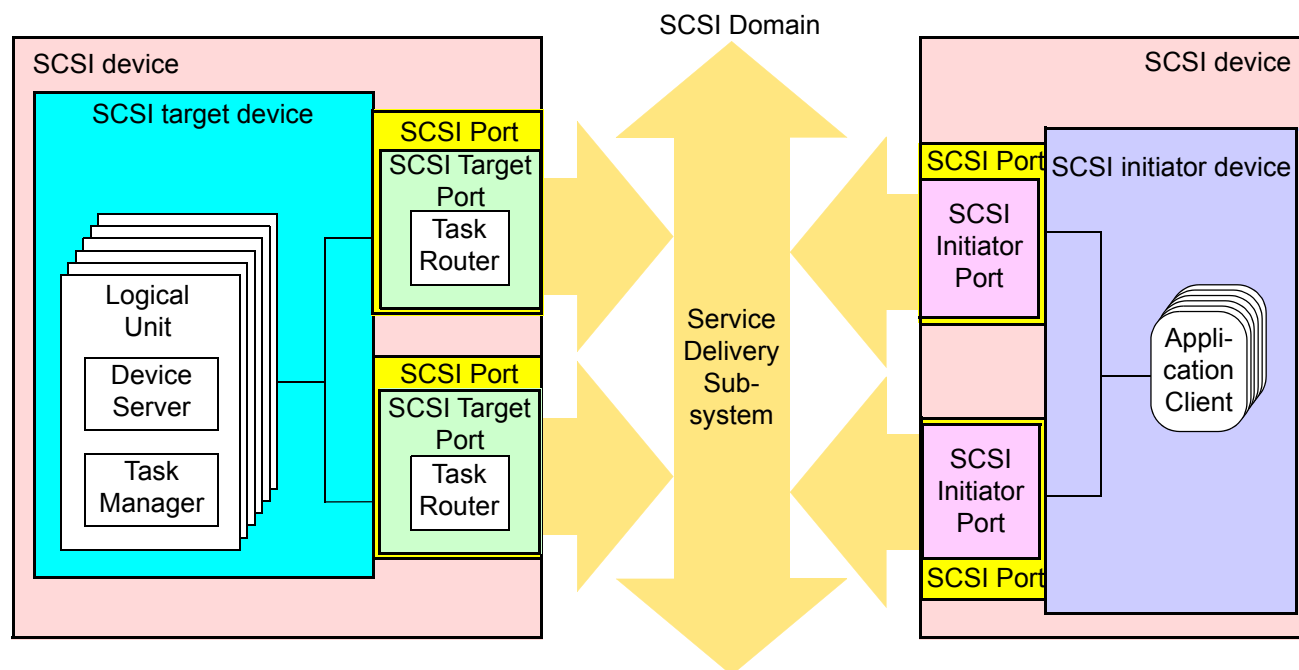 SCSI Domain
SCSI device
SCSI target device
SCSI Port
SCSI Target
Port
Task
Router
Logical
Unit
Device
Server
Task
Manager
SCSI Port
SCSI Target
Port
Task
Router
Service
Delivery
Sub-
system
SCSI device
SCSI Port
SCSI initiator device
SCSI
Initiator
Port
Appli-
cation
Client
SCSI
Initiator
Port
SCSI Port